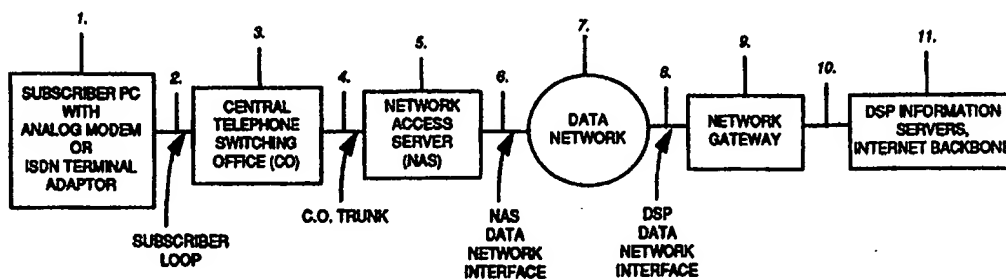 1.
2.
3.
4.
5.
6.
7.
8.
9.
10.
11.
SUBSCRIBER PC
WITH
ANALOG MODEM
OR
ISDN TERMINAL
ADAPTOR
CENTRAL
TELEPHONE
SWITCHING
OFFICE (CO)
NETWORK
ACCESS
SERVER
(NAS)
DATA
NETWORK
NETWORK
GATEWAY
DSP INFORMATION
SERVERS,
INTERNET BACKBONE
SUBSCRIBER
LOOP
C.O. TRUNK
NAS
DATA
NETWORK
INTERFACE
DSP
DATA
NETWORK
INTERFACE